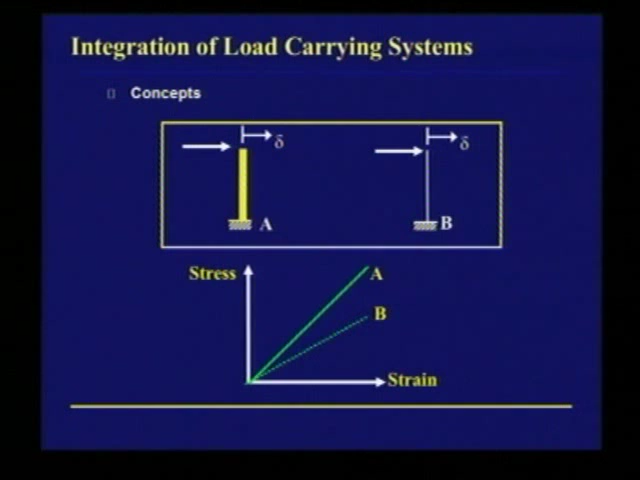 Integration of Load Carrying Systems
Concepts
δ
δ
A
B
Stress
A
B
Strain